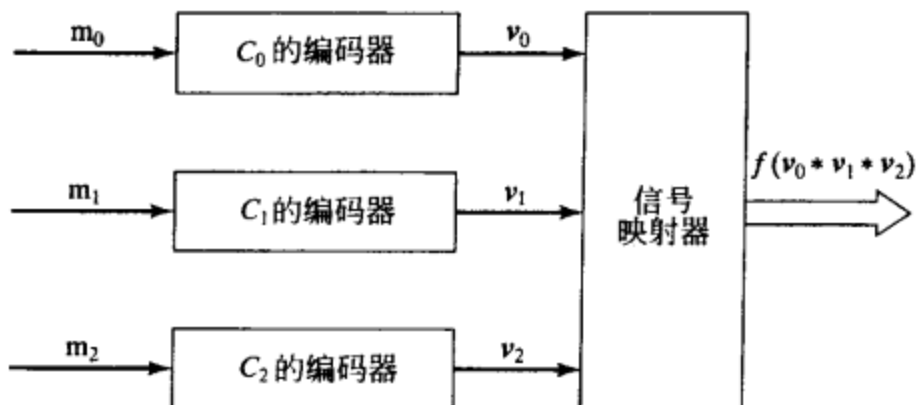 m₀
C₀的编码器
v₀
m₁
C₁的编码器
v₁
m₂
C₂的编码器
v₂
信号
映射器
f(v₀*v₁*v₂)